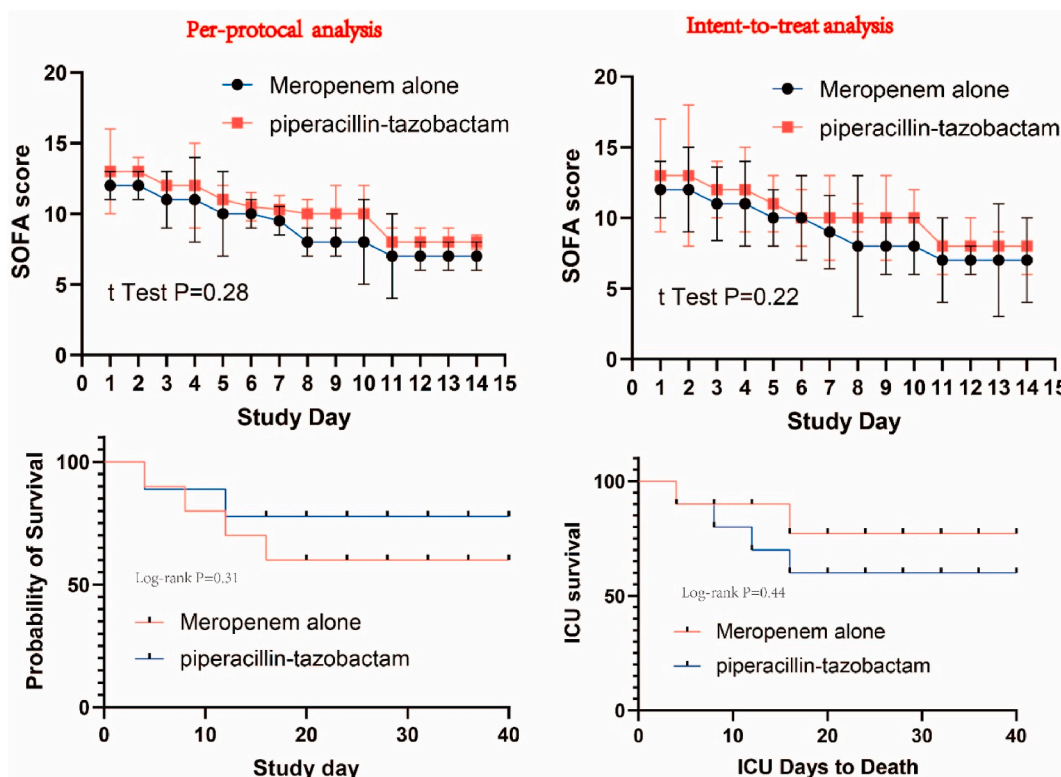 Per-protocal analysis
Intent-to-treat analysis
20
15
10
5
0
SOFA score
Meropenem alone
piperacillin-tazobactam
t Test P=0.28
0 1 2 3 4 5 6 7 8 9 10 11 12 13 14 15
Study Day
20
15
10
5
0
SOFA score
Meropenem alone
piperacillin-tazobactam
t Test P=0.22
0 1 2 3 4 5 6 7 8 9 10 11 12 13 14 15
Study Day
100
50
0
Probability of Survival
Log-rank P=0.31
Meropenem alone
piperacillin-tazobactam
0 10 20 30 40
Study day
100
50
0
ICU survival
Log-rank P=0.44
Meropenem alone
piperacillin-tazobactam
0 10 20 30 40
ICU Days to Death